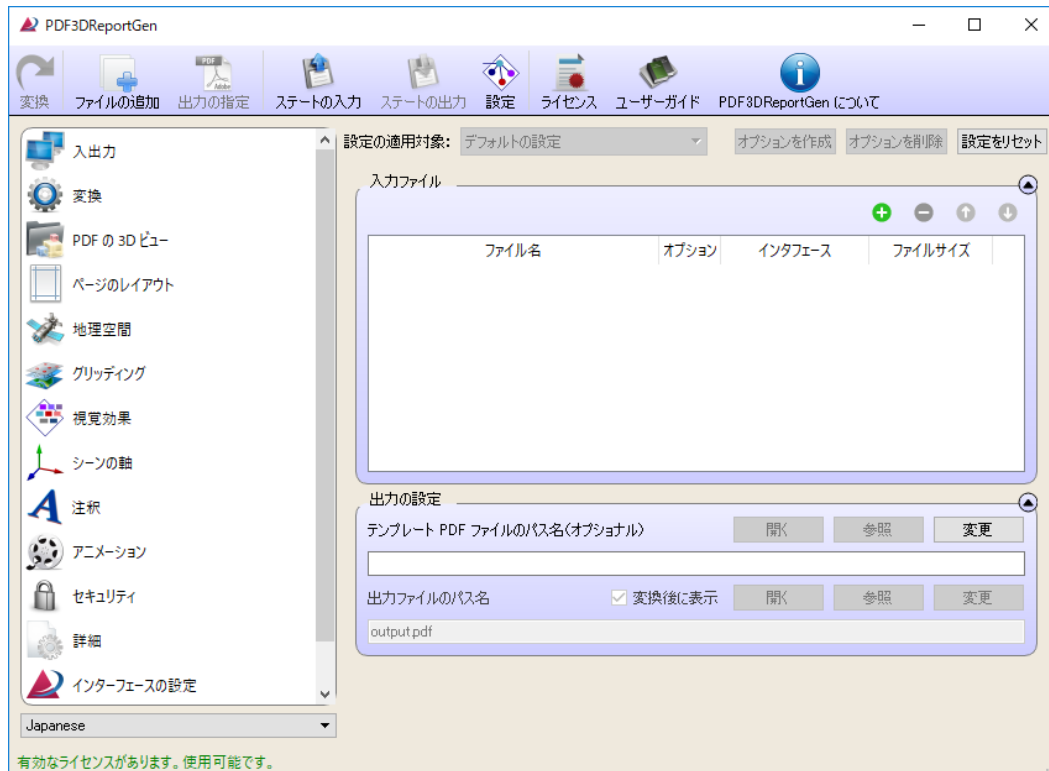 PDF3DReportGen
変換 ファイルの追加 出力の指定 ステートの入力 ステートの出力 設定 ライセンス ユーザーガイド PDF3DReportGen について
入出力
変換
PDF の 3D ビュー
ページのレイアウト
地理空間
グリッディング
視覚効果
シーンの軸
注釈
アニメーション
セキュリティ
詳細
インターフェースの設定
Japanese
設定の適用対象: デフォルトの設定 オプションを作成 オプションを削除 設定をリセット
入力ファイル
ファイル名 オプション インタフェース ファイルサイズ
出力の設定
テンプレート PDF ファイルのパス名(オプショナル) 開く 参照 変更
出力ファイルのパス名 変換後に表示 開く 参照 変更
output.pdf
有効なライセンスがあります。使用可能です。